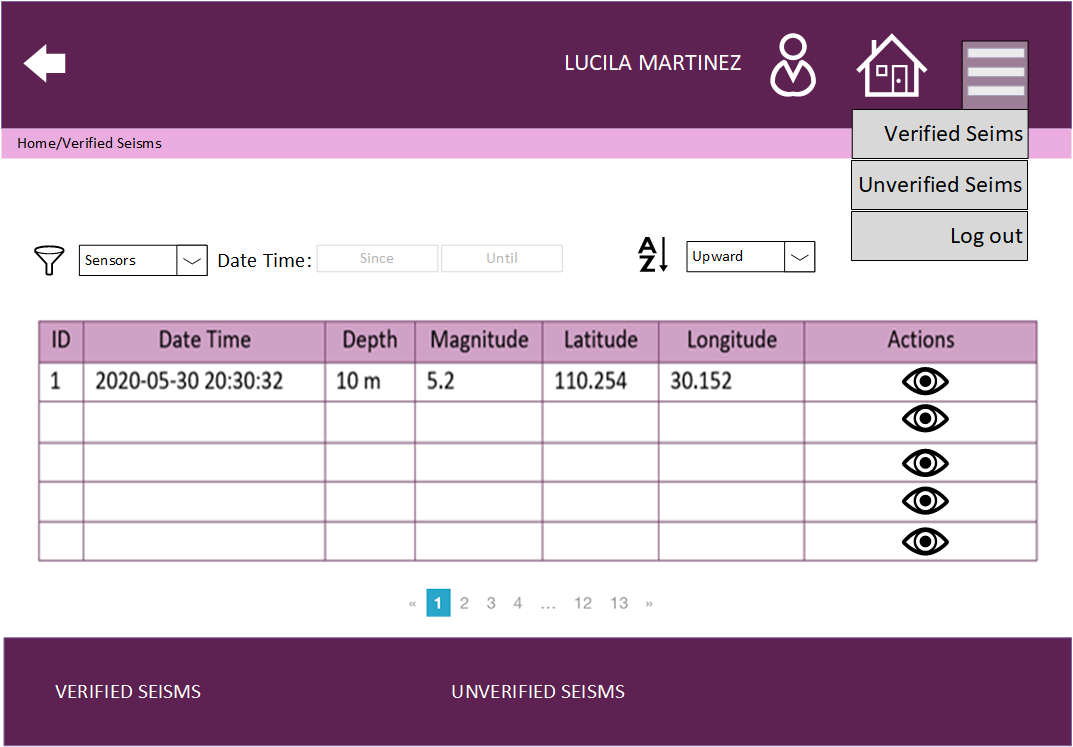 LUCILA MARTINEZ
Home/Verified Seisms
Verified Seims
Unverified Seims
Log out
Sensors Date Time: Since Until A Z Upward
ID Date Time Depth Magnitude Latitude Longitude Actions
1 2020-05-30 20:30:32 10 m 5.2 110.254 30.152
« 1 2 3 4 ... 12 13 »
VERIFIED SEISMS UNVERIFIED SEISMS